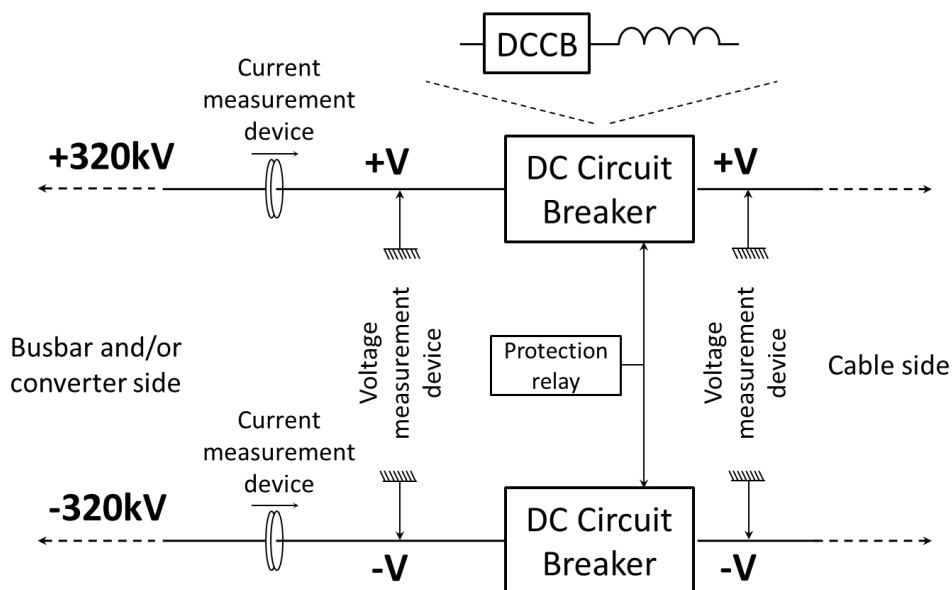 DCCB
Current
measurement
device
+320kV
+V
DC Circuit
Breaker
+V
Busbar and/or
converter side
Voltage
measurement
device
Protection
relay
Voltage
measurement
device
Cable side
Current
measurement
device
-320kV
-V
DC Circuit
Breaker
-V